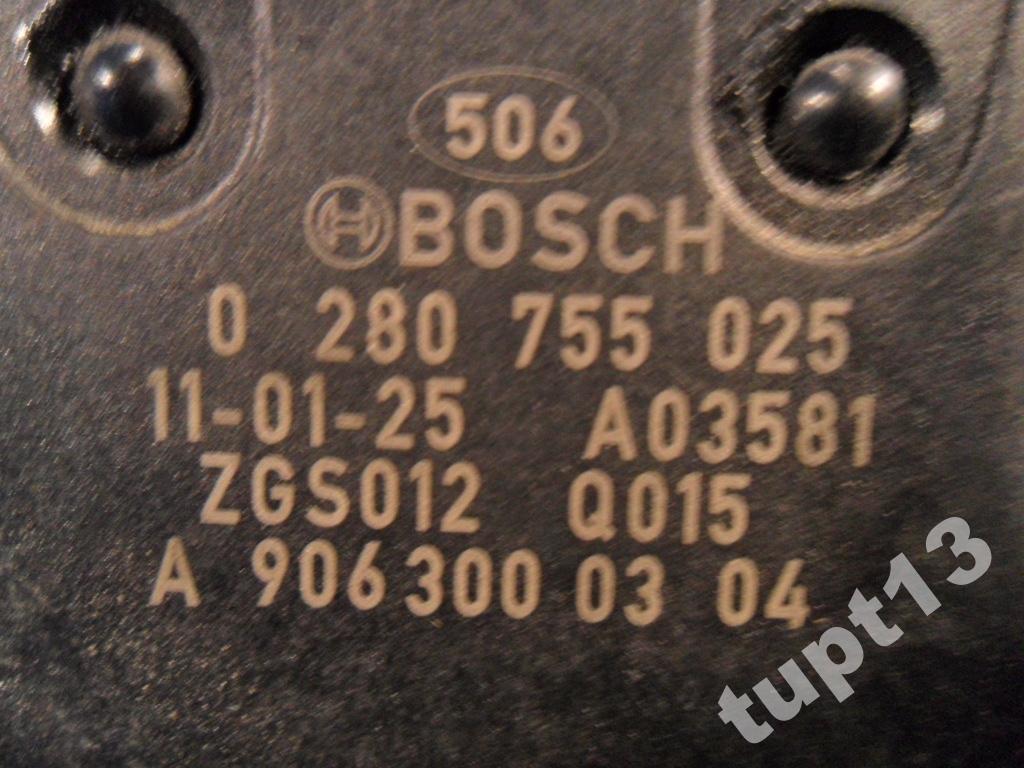 506
BOSCH
0 280 755 025
11-01-25 A03581
ZGS012 Q015
A 906 300 03 04
tupt13